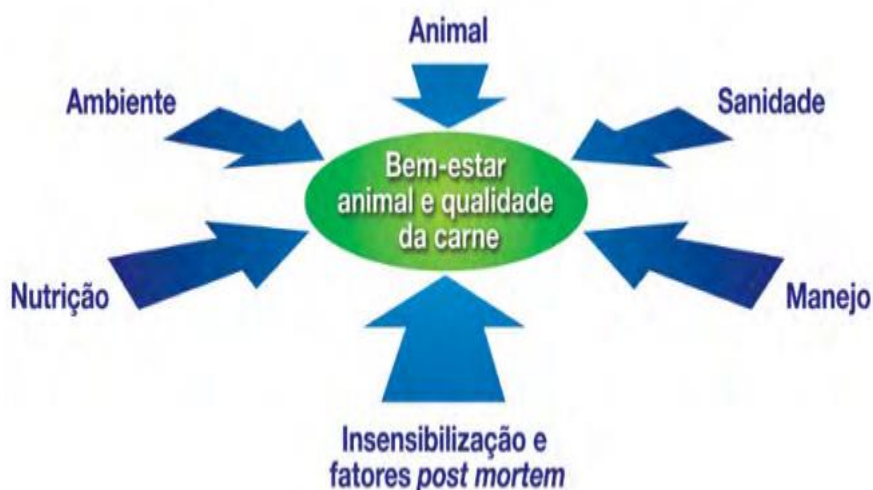 Animal
Ambiente
Sanidade
Bem-estar
animal e qualidade
da carne
Nutrição
Manejo
Insensibilização e
fatores post mortem